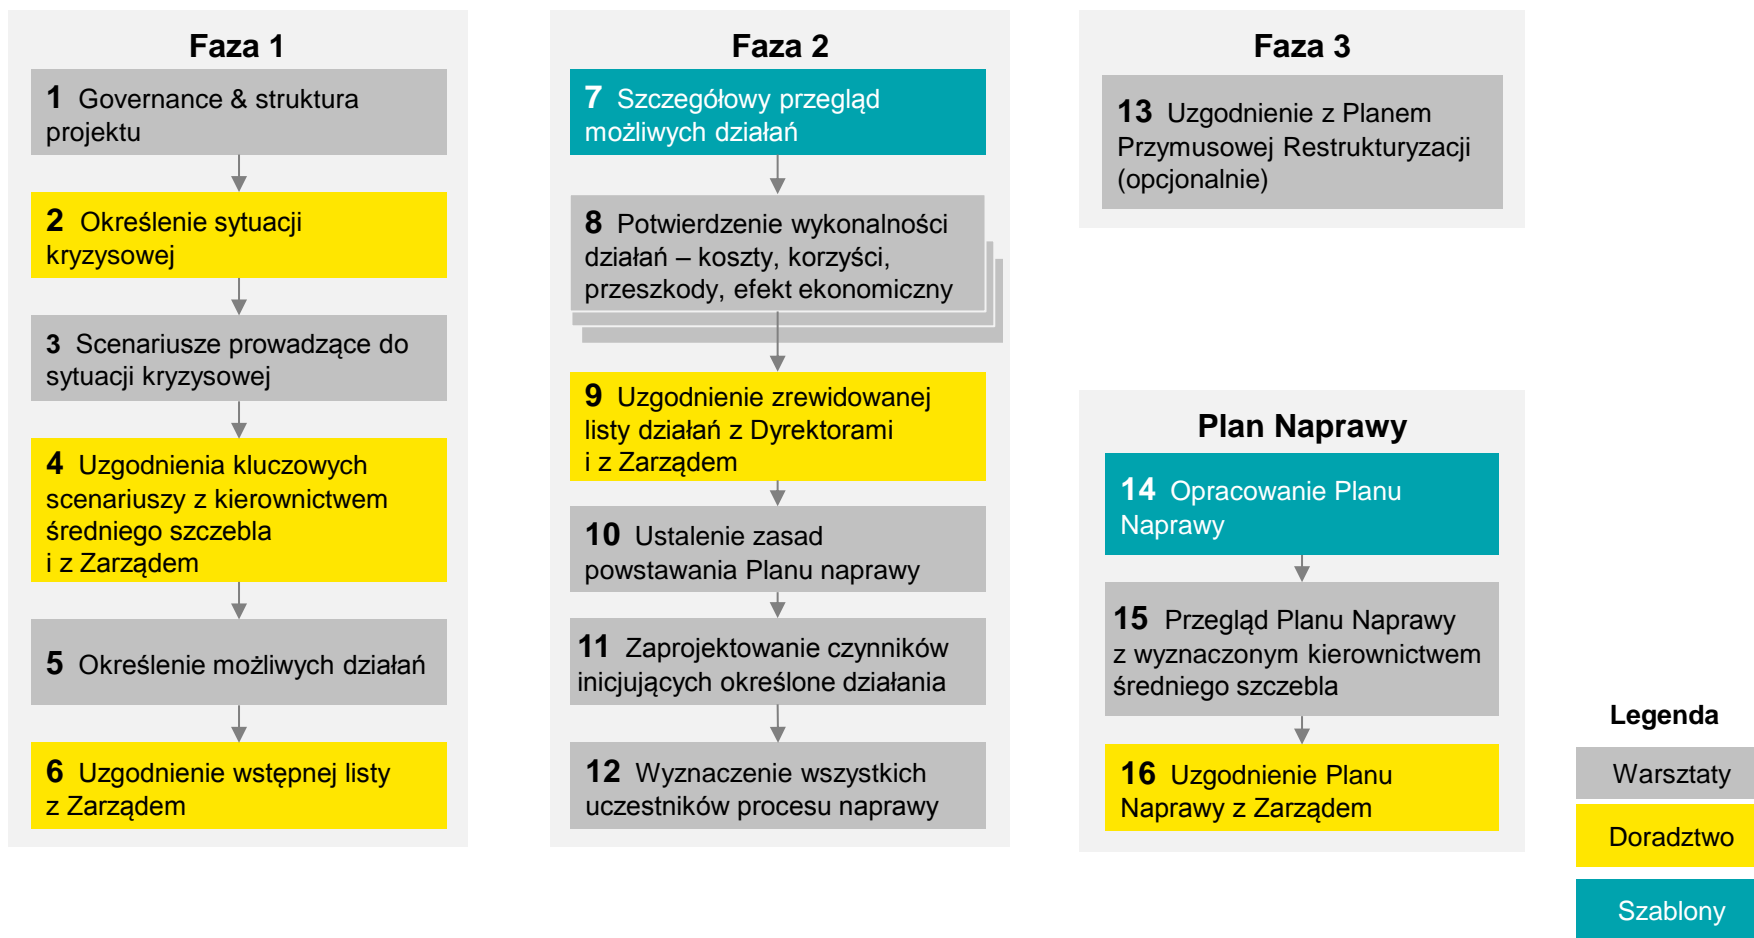 Faza 1
1 Governance & struktura
projektu
2 Określenie sytuacji
kryzysowej
3 Scenariusze prowadzące do
sytuacji kryzysowej
4 Uzgodnienia kluczowych
scenariuszy z kierownictwem
średniego szczebla
i z Zarządem
5 Określenie możliwych działań
6 Uzgodnienie wstępnej listy
z Zarządem
Faza 2
7 Szczegółowy przegląd
możliwych działań
8 Potwierdzenie wykonalności
działań – koszty, korzyści,
przeszkody, efekt ekonomiczny
9 Uzgodnienie zrewidowanej
listy działań z Dyrektorami
i z Zarządem
10 Ustalenie zasad
powstawania Planu naprawy
11 Zaprojektowanie czynników
inicjujących określone działania
12 Wyznaczenie wszystkich
uczestników procesu naprawy
Faza 3
13 Uzgodnienie z Planem
Przymusowej Restrukturyzacji
(opcjonalnie)
Plan Naprawy
14 Opracowanie Planu
Naprawy
15 Przegląd Planu Naprawy
z wyznaczonym kierownictwem
średniego szczebla
16 Uzgodnienie Planu
Naprawy z Zarządem
Legenda
Warsztaty
Doradztwo
Szablony